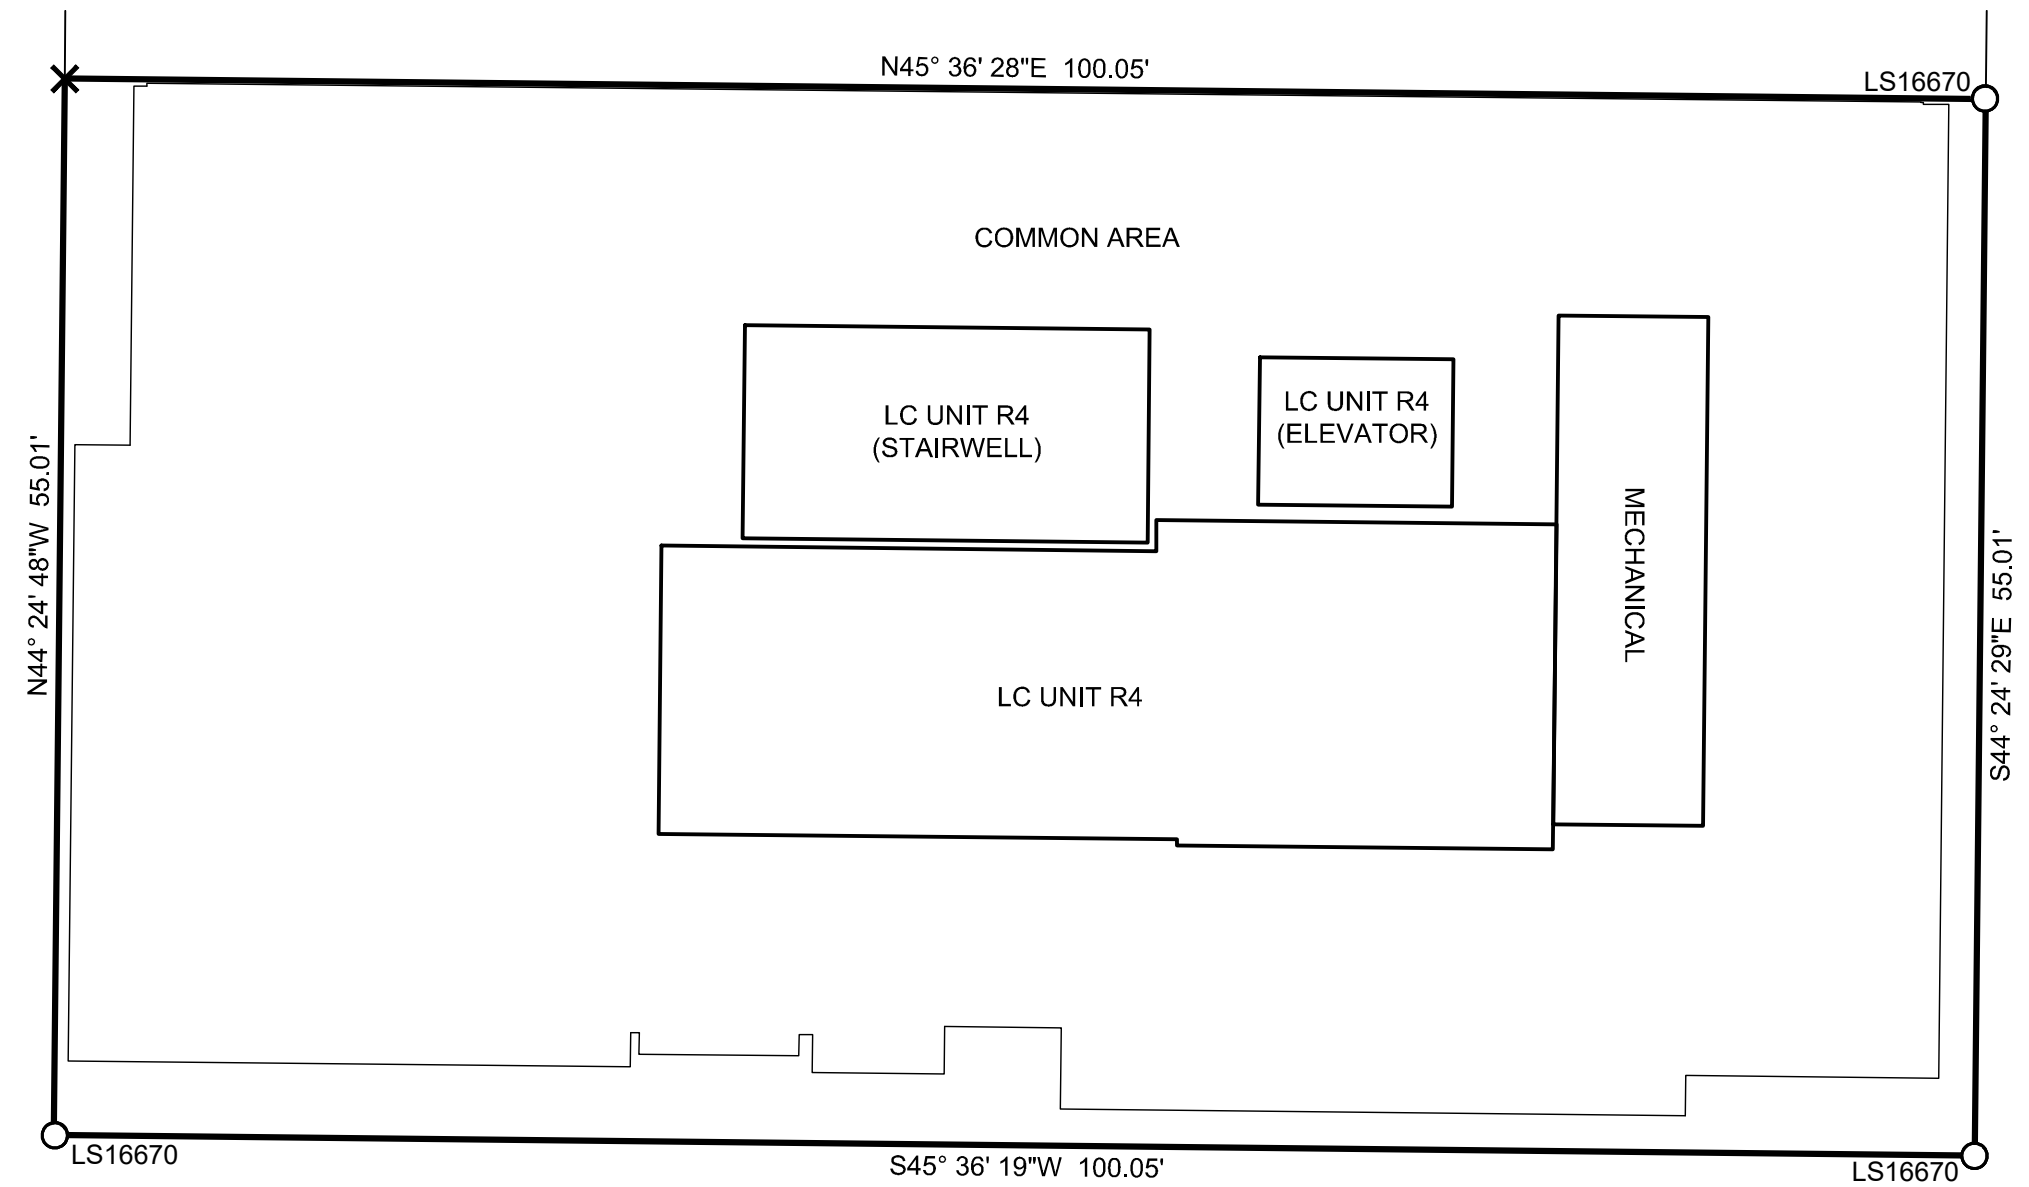 N45° 36' 28"E 100.05'
LS16670
COMMON AREA
LC UNIT R4
(STAIRWELL)
LC UNIT R4
(ELEVATOR)
MECHANICAL
N44° 24' 48"W 55.01'
S44° 24' 29"E 55.01'
LC UNIT R4
LS16670
S45° 36' 19"W 100.05'
LS16670